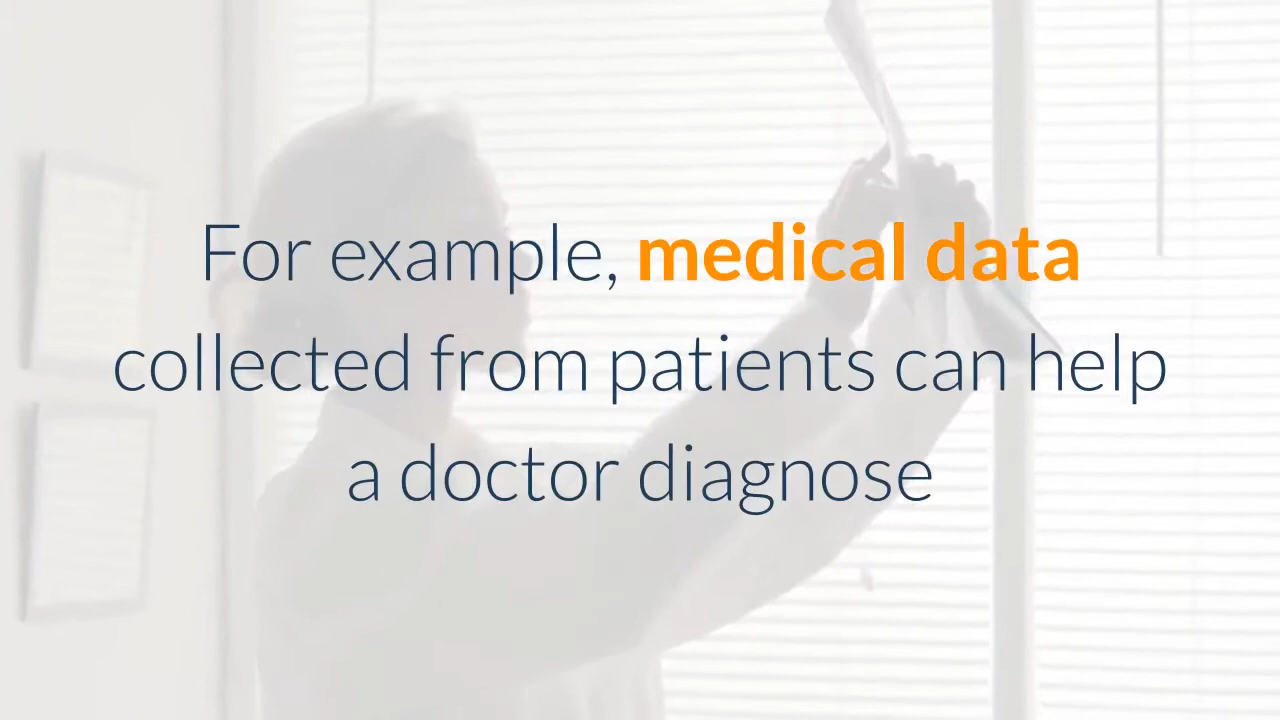 For example, medical data
collected from patients can help
a doctor diagnose